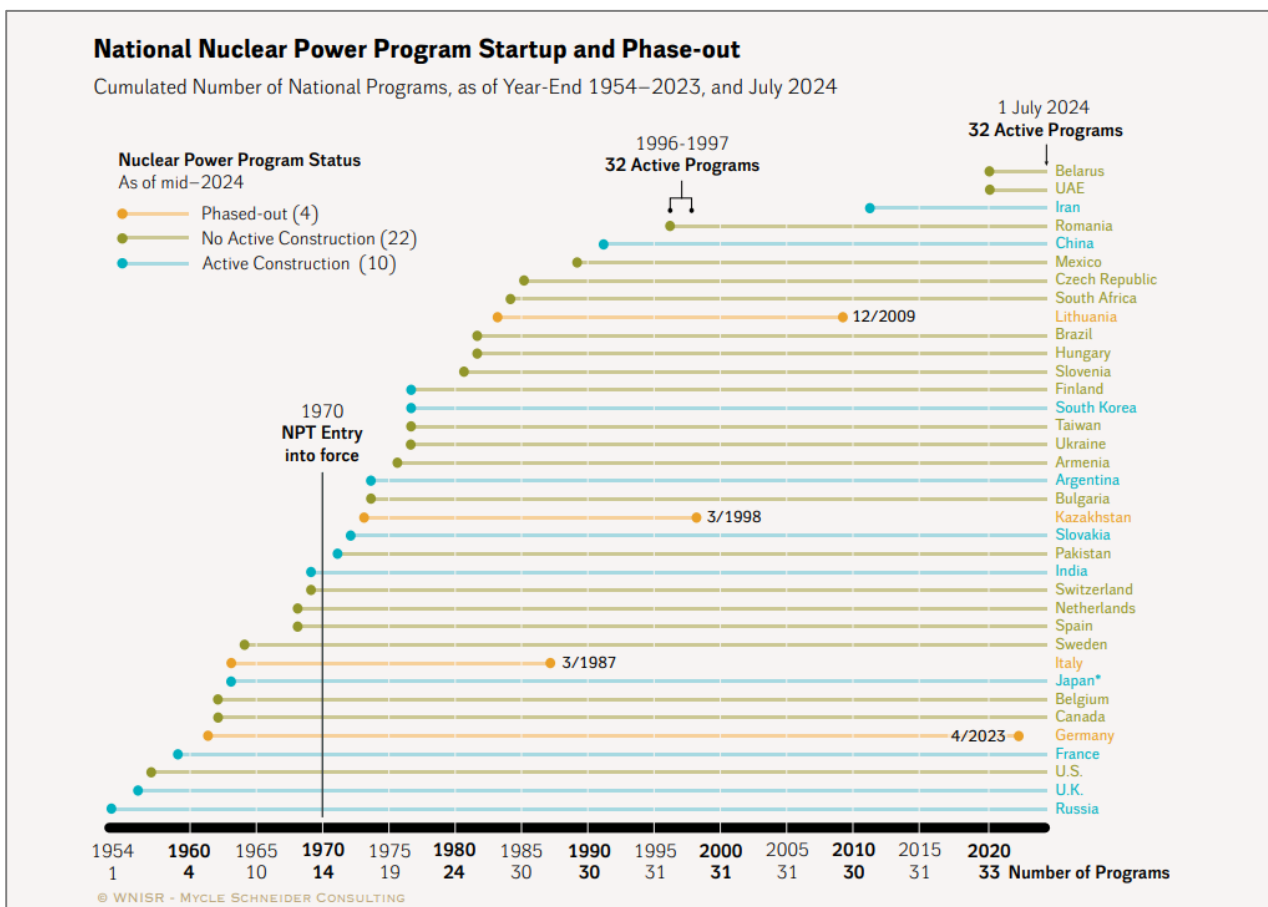 National Nuclear Power Program Startup and Phase-out
Cumulated Number of National Programs, as of Year-End 1954–2023, and July 2024
1 July 2024
32 Active Programs
1996-1997
32 Active Programs
Nuclear Power Program Status
As of mid–2024
Phased-out (4)
No Active Construction (22)
Active Construction (10)
Belarus
UAE
Iran
Romania
China
Mexico
Czech Republic
South Africa
12/2009 Lithuania
Brazil
Hungary
Slovenia
Finland
South Korea
1970
NPT Entry
into force
Taiwan
Ukraine
Armenia
Argentina
Bulgaria
3/1998 Kazakhstan
Slovakia
Pakistan
India
Switzerland
Netherlands
Spain
Sweden
3/1987 Italy
Japan*
Belgium
Canada
4/2023 Germany
France
U.S.
U.K.
Russia
1954 1960 1965 1970 1975 1980 1985 1990 1995 2000 2005 2010 2015 2020
1 4 10 14 19 24 30 30 31 31 31 30 31 33 Number of Programs
© WNISR - Mycle Schneider Consulting